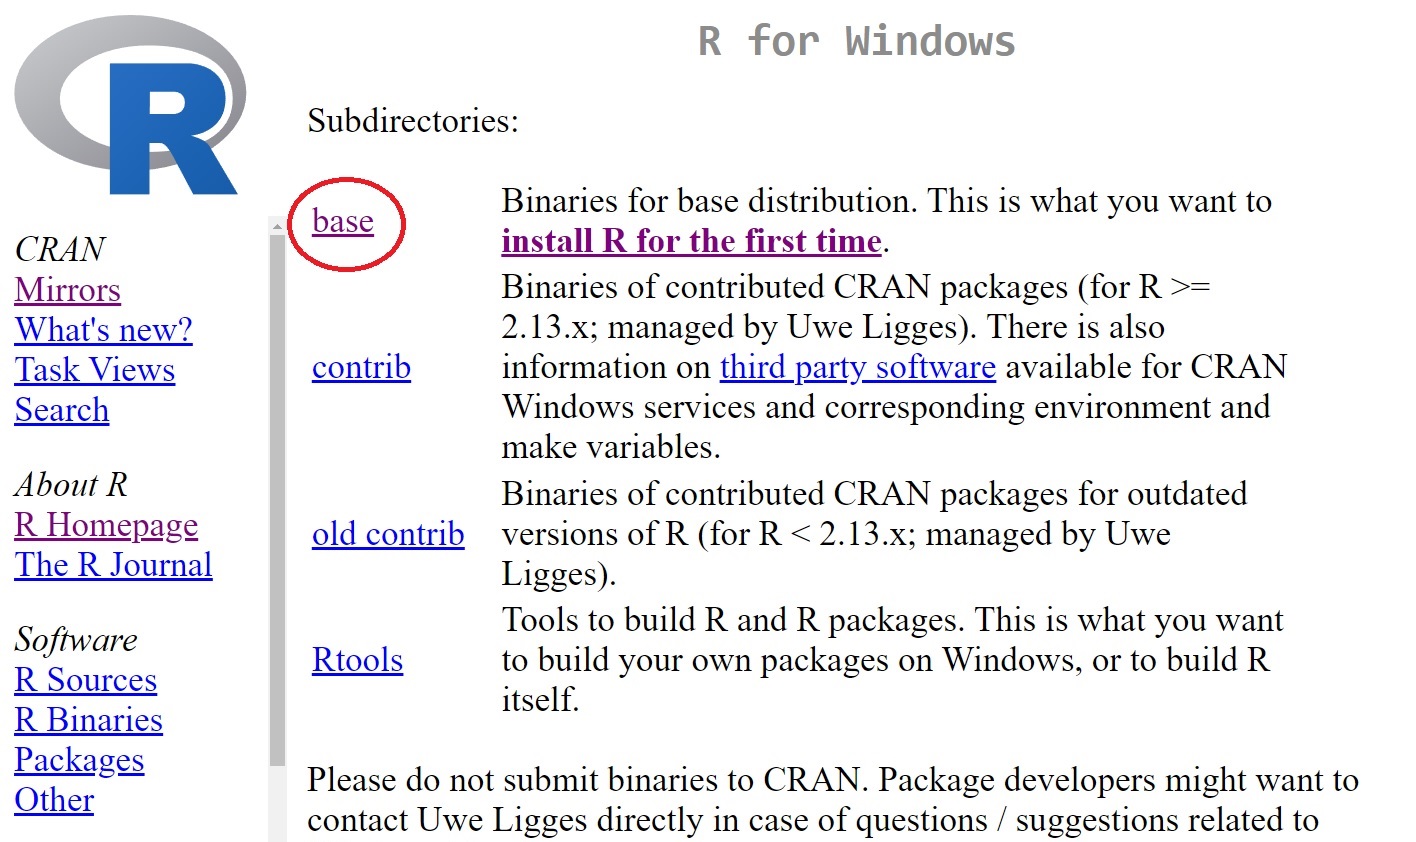 R
R for Windows
Subdirectories:
base
Binaries for base distribution. This is what you want to
install R for the first time.
contrib
Binaries of contributed CRAN packages (for R >=
2.13.x; managed by Uwe Ligges). There is also
information on third party software available for CRAN
Windows services and corresponding environment and
make variables.
old contrib
Binaries of contributed CRAN packages for outdated
versions of R (for R < 2.13.x; managed by Uwe
Ligges).
Rtools
Tools to build R and R packages. This is what you want
to build your own packages on Windows, or to build R
itself.
Please do not submit binaries to CRAN. Package developers might want to
contact Uwe Ligges directly in case of questions / suggestions related to
CRAN
Mirrors
What's new?
Task Views
Search
About R
R Homepage
The R Journal
Software
R Sources
R Binaries
Packages
Other